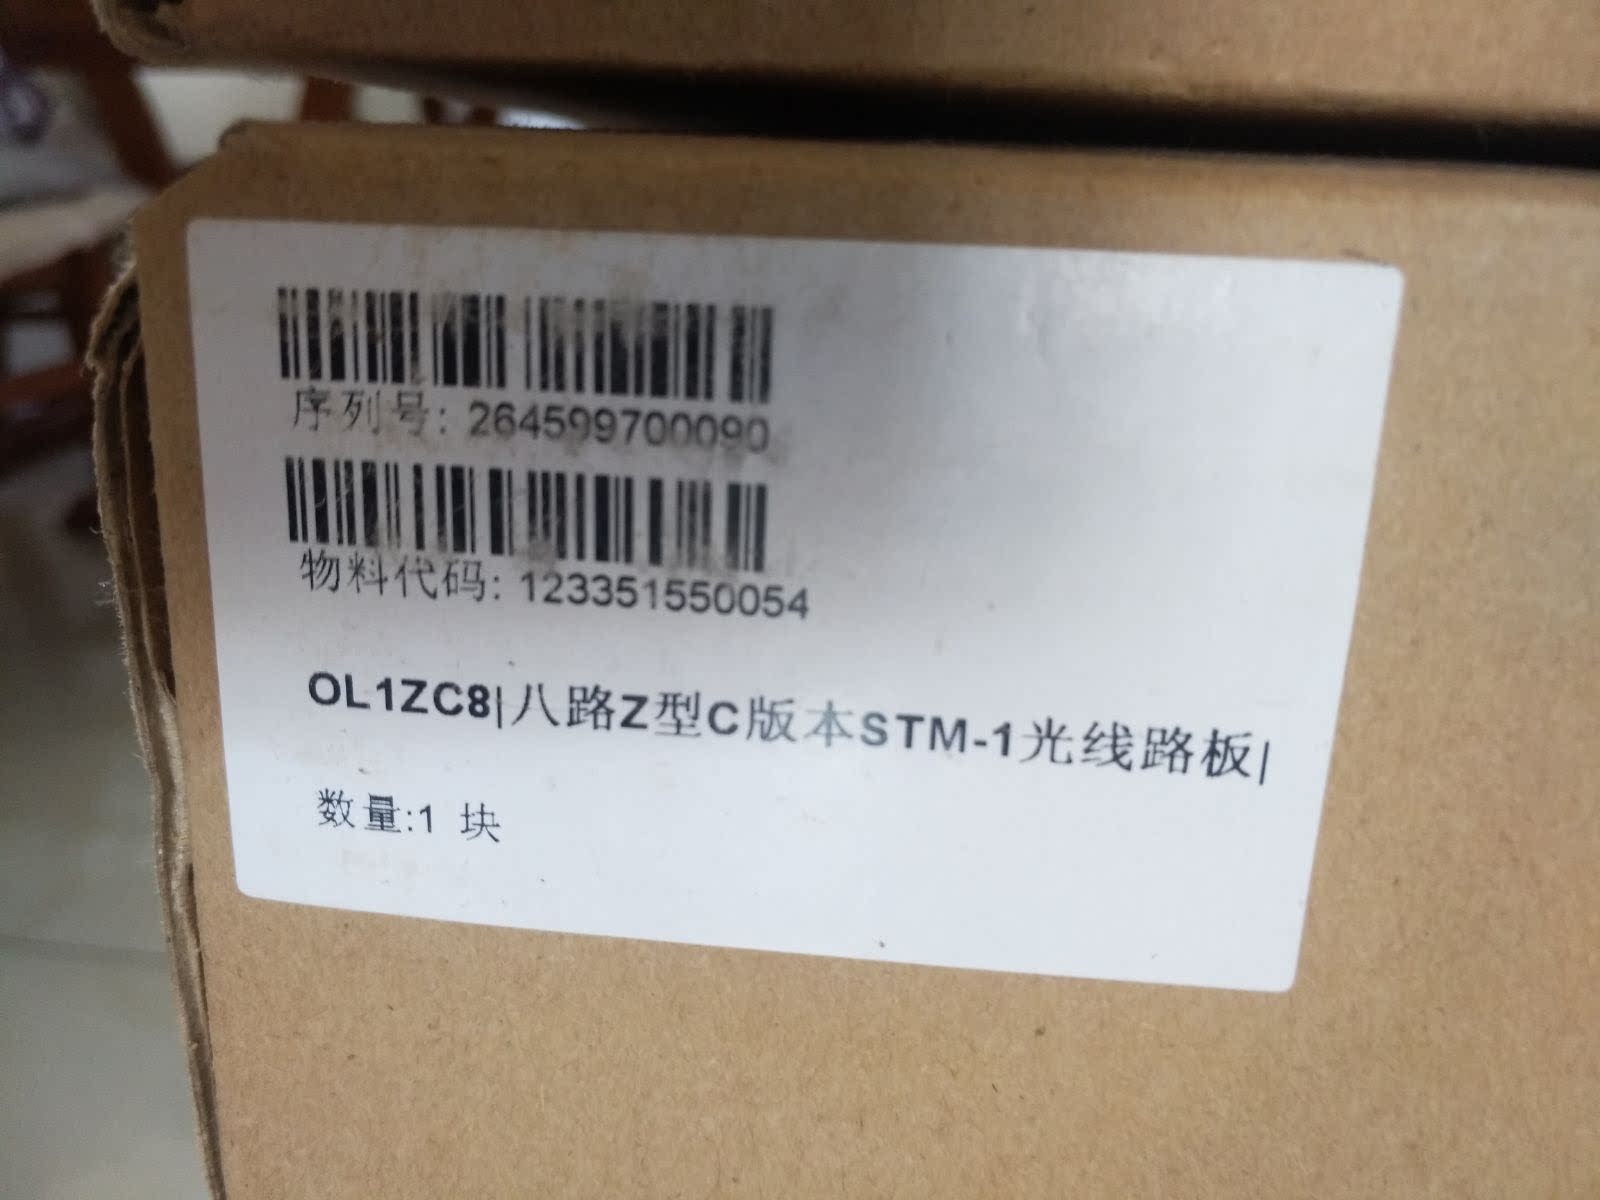 序列号: 264599700090
物料代码: 123351550054
OL1ZC8|八路Z型C版本STM-1光线路板|
数量:1 块